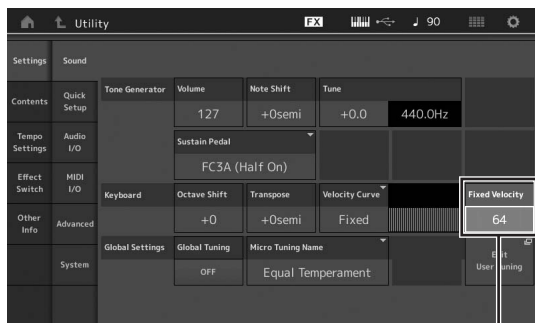 Utility FX 90
Settings Sound
Tone Generator Volume Note Shift Tune
127 +0semi +0.0 440.0Hz
Contents Quick Setup
Sustain Pedal
FC3A (Half On)
Tempo Settings Audio I/O
Effect Switch MIDI I/O
Keyboard Octave Shift Transpose Velocity Curve Fixed Velocity
+0 +0semi Fixed 64
Other Info Advanced
Global Settings Global Tuning Micro Tuning Name
OFF Equal Temperament
Edit User Tuning
System